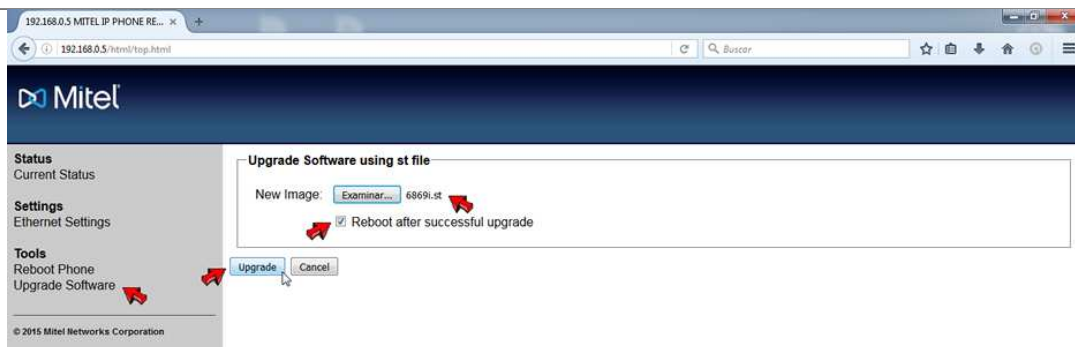 192.168.0.5 MITEL IP PHONE RE...
192.168.0.5/html/top.html
Buscar
Mitel
Status
Current Status
Settings
Ethernet Settings
Tools
Reboot Phone
Upgrade Software
© 2015 Mitel Networks Corporation
Upgrade Software using st file
New Image: Examinar... 6869i.st
Reboot after successful upgrade
Upgrade Cancel